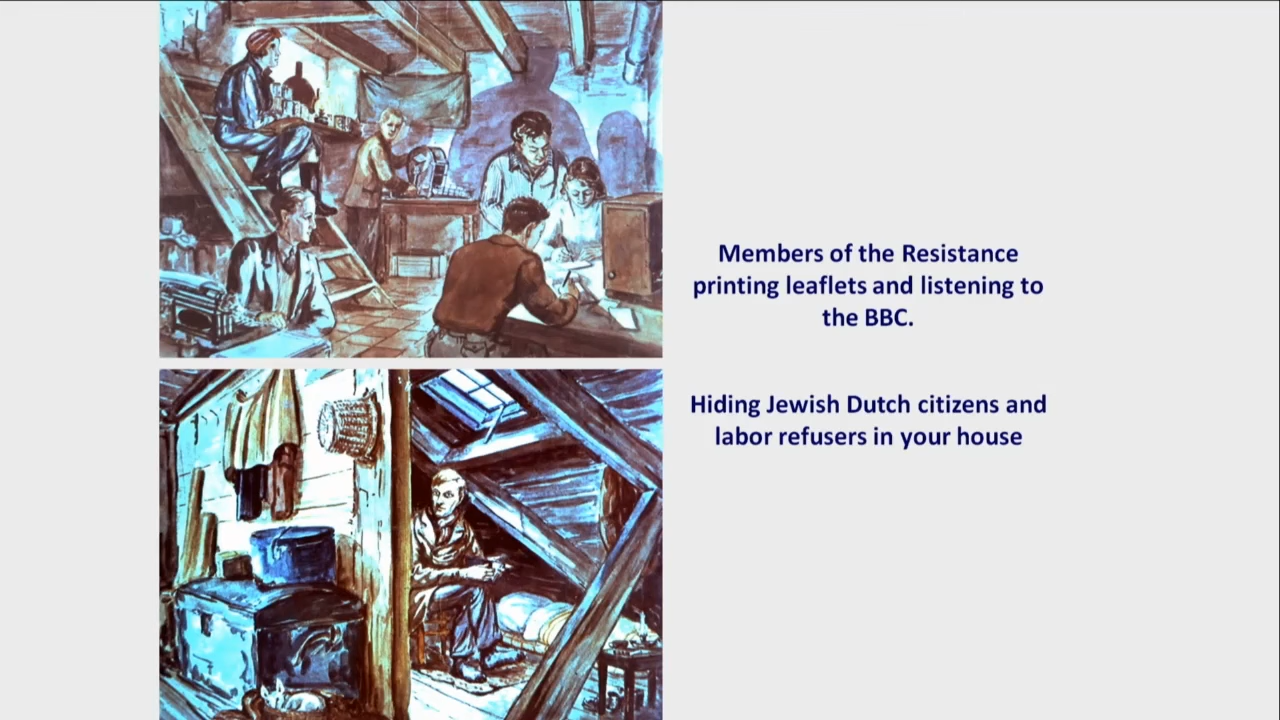 Members of the Resistance
printing leaflets and listening to
the BBC.
Hiding Jewish Dutch citizens and
labor refusers in your house